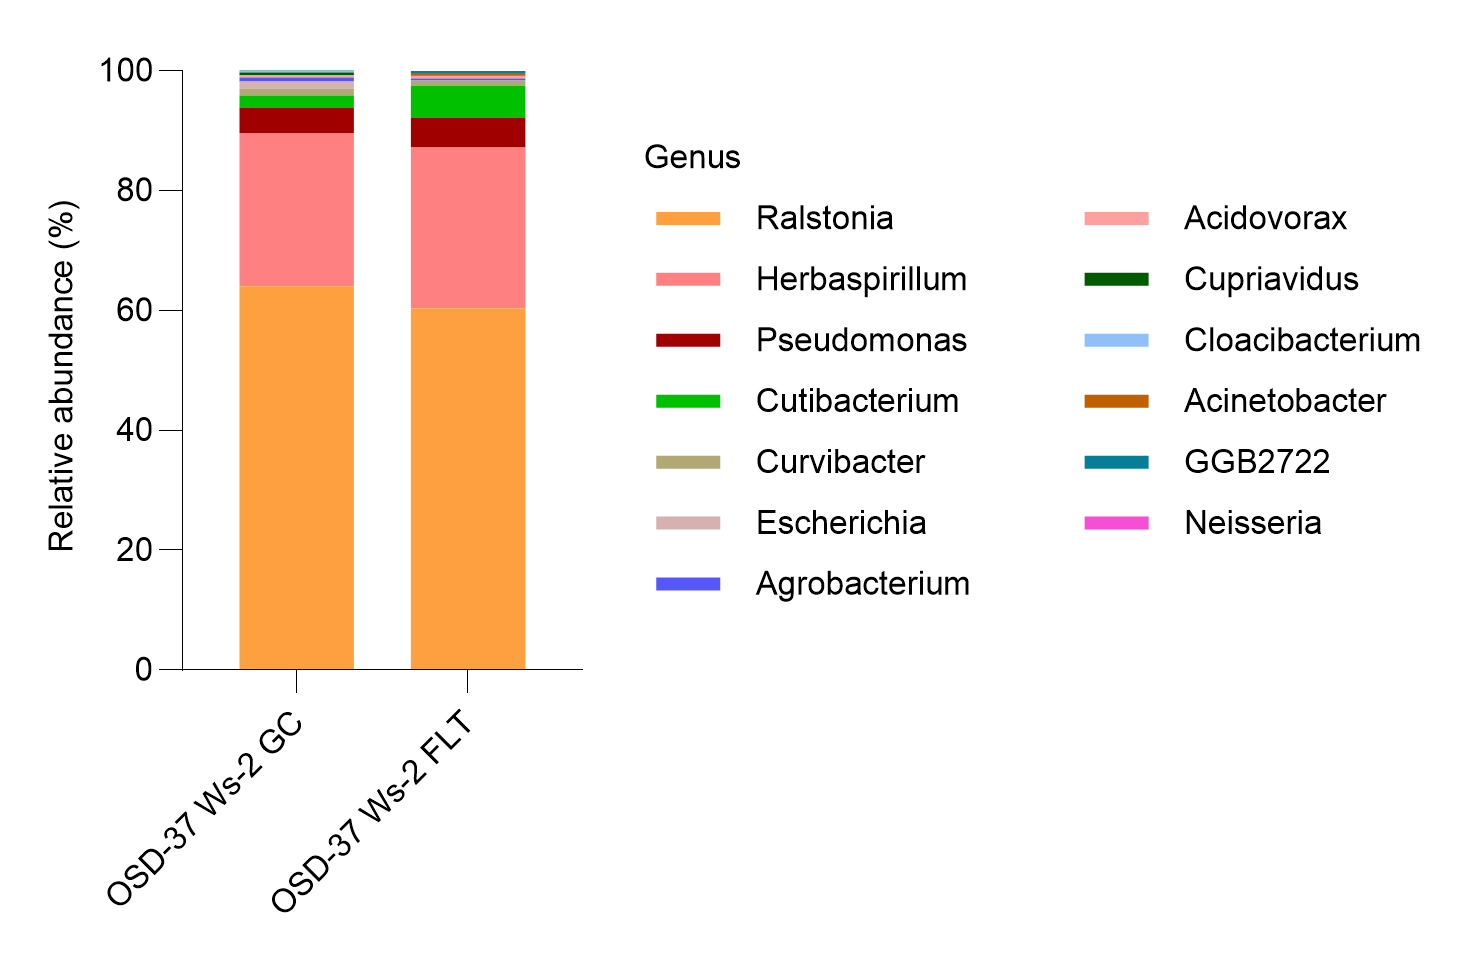 100
80
60
40
20
0
Relative abundance (%)
OSD-37 Ws-2 GC
OSD-37 Ws-2 FLT
Genus
Ralstonia
Herbaspirillum
Pseudomonas
Cutibacterium
Curvibacter
Escherichia
Agrobacterium
Acidovorax
Cupriavidus
Cloacibacterium
Acinetobacter
GGB2722
Neisseria